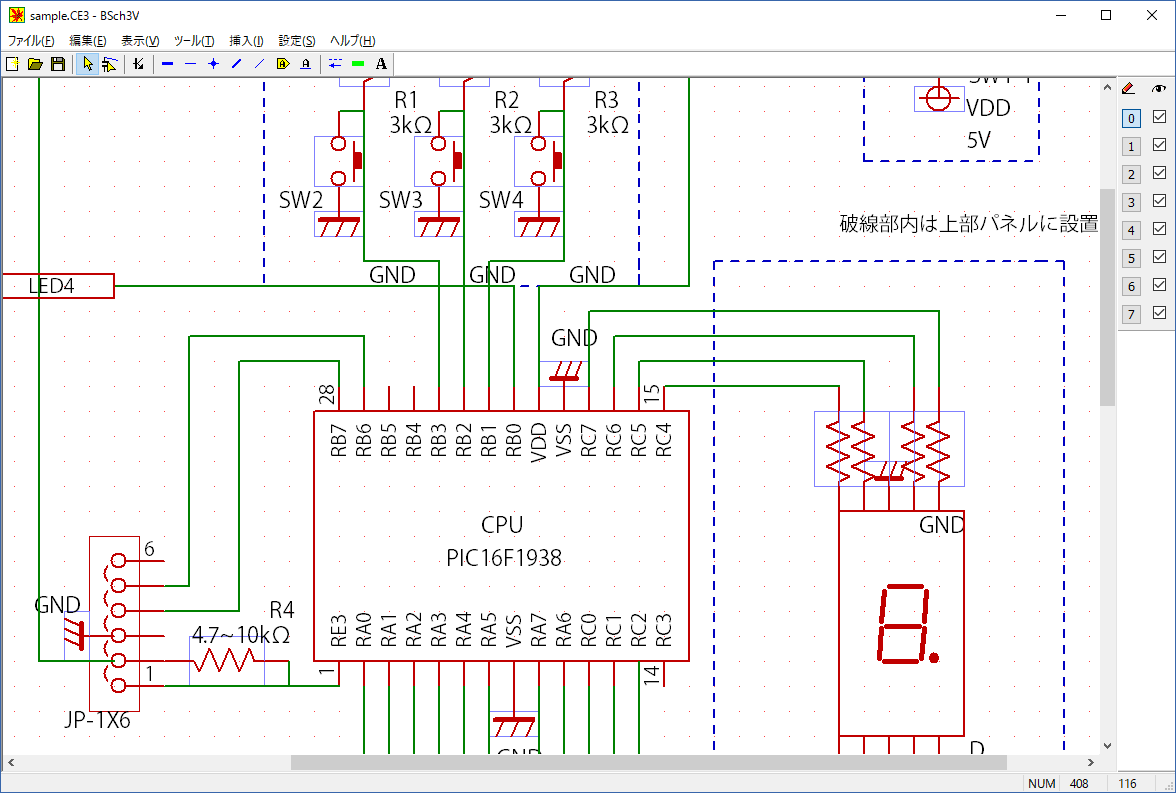 sample.CE3 - BSch3V
ファイル(F) 編集(E) 表示(V) ツール(T) 挿入(I) 設定(S) ヘルプ(H)
A A
R1 R2 R3
3kΩ 3kΩ 3kΩ
SW2 SW3 SW4
GND GND GND
VDD
5V
破線部内は上部パネルに設置
LED4
GND
28 15
RB7 RB6 RB5 RB4 RB3 RB2 RB1 RB0 VDD VSS RC7 RC6 RC5 RC4
CPU
PIC16F1938
RE3 RA0 RA1 RA2 RA3 RA4 RA5 VSS RA7 RA6 RC0 RC1 RC2 RC3
1 14
GND
GND
6
GND
R4
4.7~10kΩ
1
JP-1X6
GND
8.
D
0
1
2
3
4
5
6
7
NUM 408 116